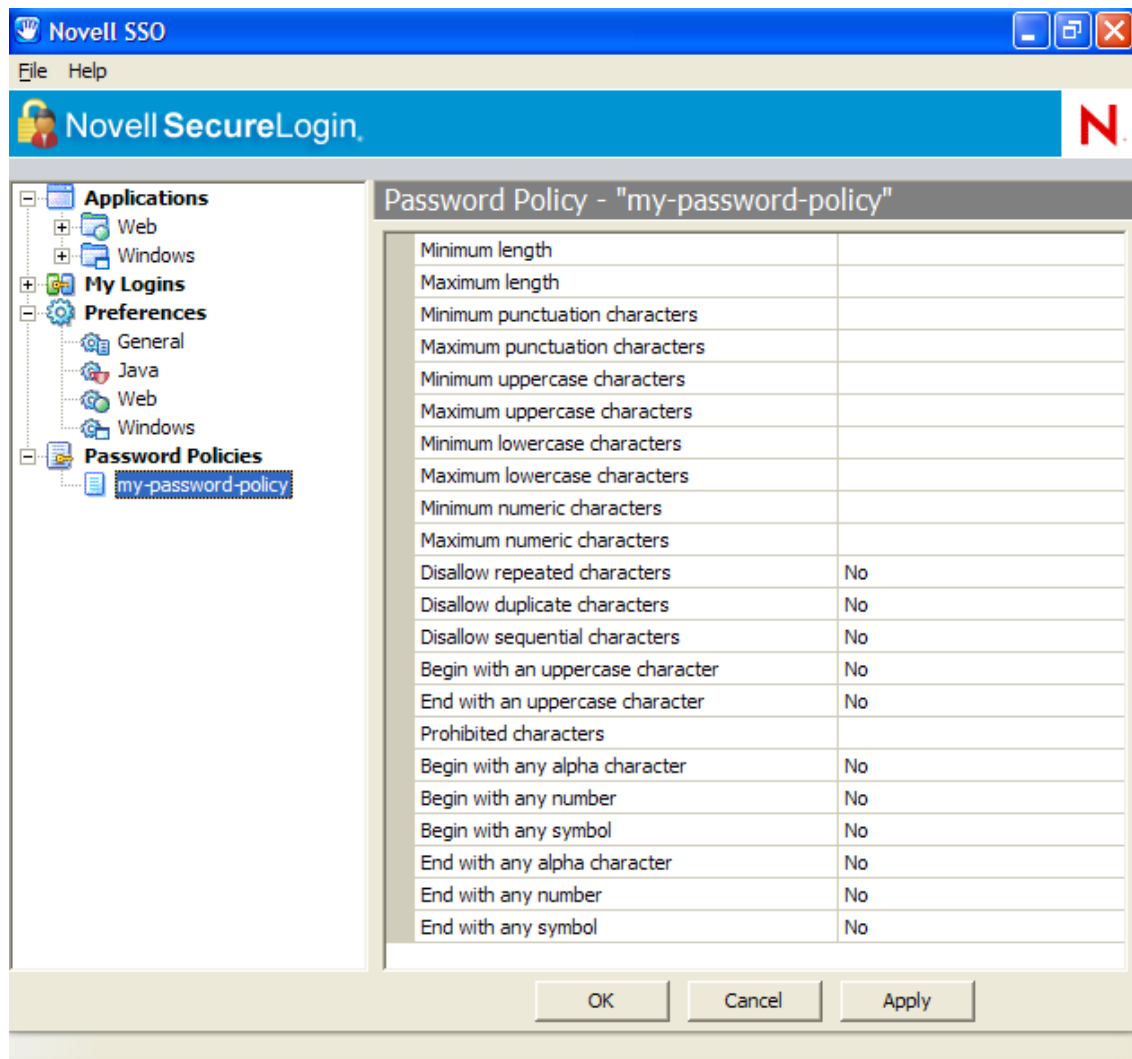 Novell SSO
File Help
Novell SecureLogin.
N.
Applications
Web
Windows
My Logins
Preferences
General
Java
Web
Windows
Password Policies
my-password-policy
Password Policy - "my-password-policy"
Minimum length
Maximum length
Minimum punctuation characters
Maximum punctuation characters
Minimum uppercase characters
Maximum uppercase characters
Minimum lowercase characters
Maximum lowercase characters
Minimum numeric characters
Maximum numeric characters
Disallow repeated characters No
Disallow duplicate characters No
Disallow sequential characters No
Begin with an uppercase character No
End with an uppercase character No
Prohibited characters
Begin with any alpha character No
Begin with any number No
Begin with any symbol No
End with any alpha character No
End with any number No
End with any symbol No
OK Cancel Apply